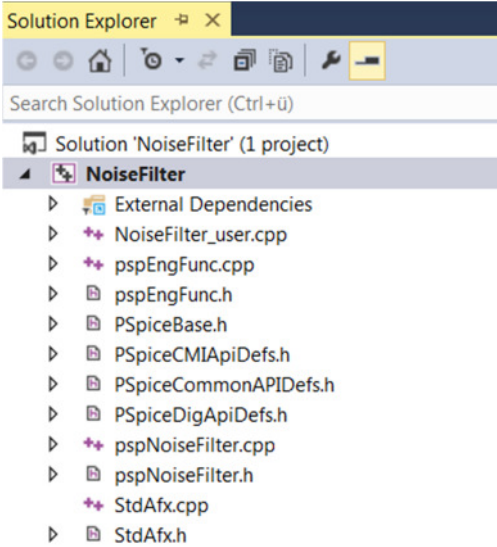 Solution Explorer
Search Solution Explorer (Ctrl+ü)
Solution 'NoiseFilter' (1 project)
NoiseFilter
External Dependencies
NoiseFilter_user.cpp
pspEngFunc.cpp
pspEngFunc.h
PSpiceBase.h
PSpiceCMIApiDefs.h
PSpiceCommonAPIDefs.h
PSpiceDigApiDefs.h
pspNoiseFilter.cpp
pspNoiseFilter.h
StdAfx.cpp
StdAfx.h